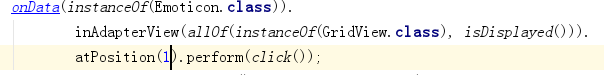 onData(instanceOf(Emoticon.class)).
inAdapterView(allOf(instanceOf(GridView.class), isDisplayed())).
atPosition(1).perform(click());